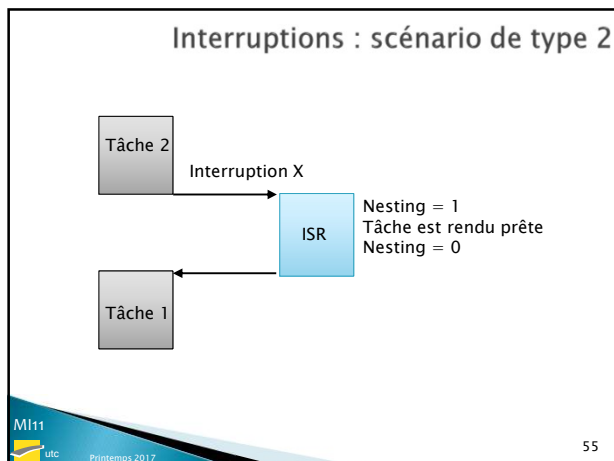 Interruptions : scénario de type 2
Tâche 2
Interruption X
ISR
Nesting = 1
Tâche est rendu prête
Nesting = 0
Tâche 1
MI11
utc
Printemps 2017
55